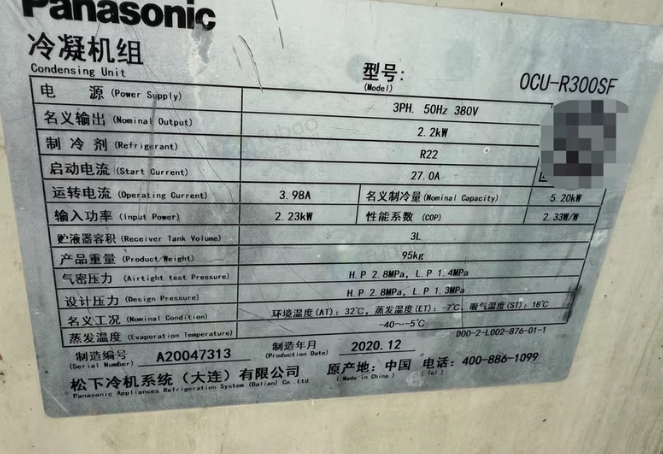 Panasonic
冷凝机组
Condensing Unit
型号: OCU-R300SF
(Model)
电 源 (Power Supply) 3PH. 50Hz 380V
名义输出 (Nominal Output) 2.2kW
制 冷 剂 (Refrigerant) R22
启动电流 (Start Current) 27.0A
运转电流 (Operating Current) 3.98A 名义制冷量 (Nominal Capacity) 5.20kW
输入功率 (Input Power) 2.23kW 性能系数 (COP) 2.33W/W
贮液器容积 (Receiver Tank Volume) 3L
产品重量 (Product/Weight) 95kg
气密压力 (Airtight test Pressure) H.P 2.8MPa, L.P 1.4MPa
设计压力 (Design Pressure) H.P 2.8MPa, L.P 1.3MPa
名义工况 (Nominal Condition) 环境温度(AT): 32℃, 蒸发温度(ET): -7℃, 吸气温度(ST): 18℃
蒸发温度 (Evaporation Temperature) -40～-5℃
D00-2-L002-876-01-1
制造编号 A20047313 制造年月 2020.12
(Serial Number) (Production Date)
松下冷机系统（大连）有限公司 原产地: 中国 电话: 400-886-1099
Panasonic Appliances Refrigeration System (Dalian) Co.Ltd (Made in China) (Tel)